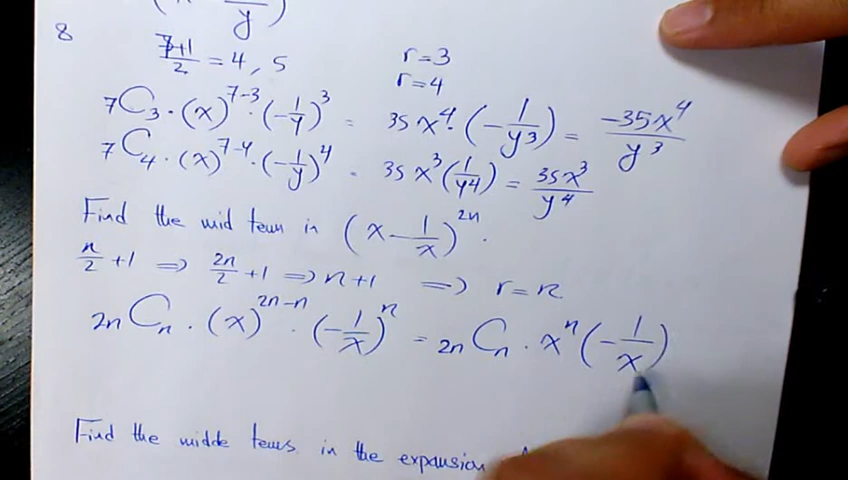 y )
8
7+1/2 = 4, 5 r=3
r=4
7C3 · (x)^7-3 · (-1/y)^3 = 35x^4 · (-1/y^3) = -35x^4/y^3
7C4 · (x)^7-4 · (-1/y)^4 = 35x^3 (1/y^4) = 35x^3/y^4
Find the mid term in (x - 1/x)^2n.
n/2 + 1 ⇒ 2n/2 + 1 ⇒ n+1 ⇒ r = n
2nCn · (x)^2n-n · (-1/x)^n = 2nCn · x^n (-1/x)
Find the midde terms in the expansion